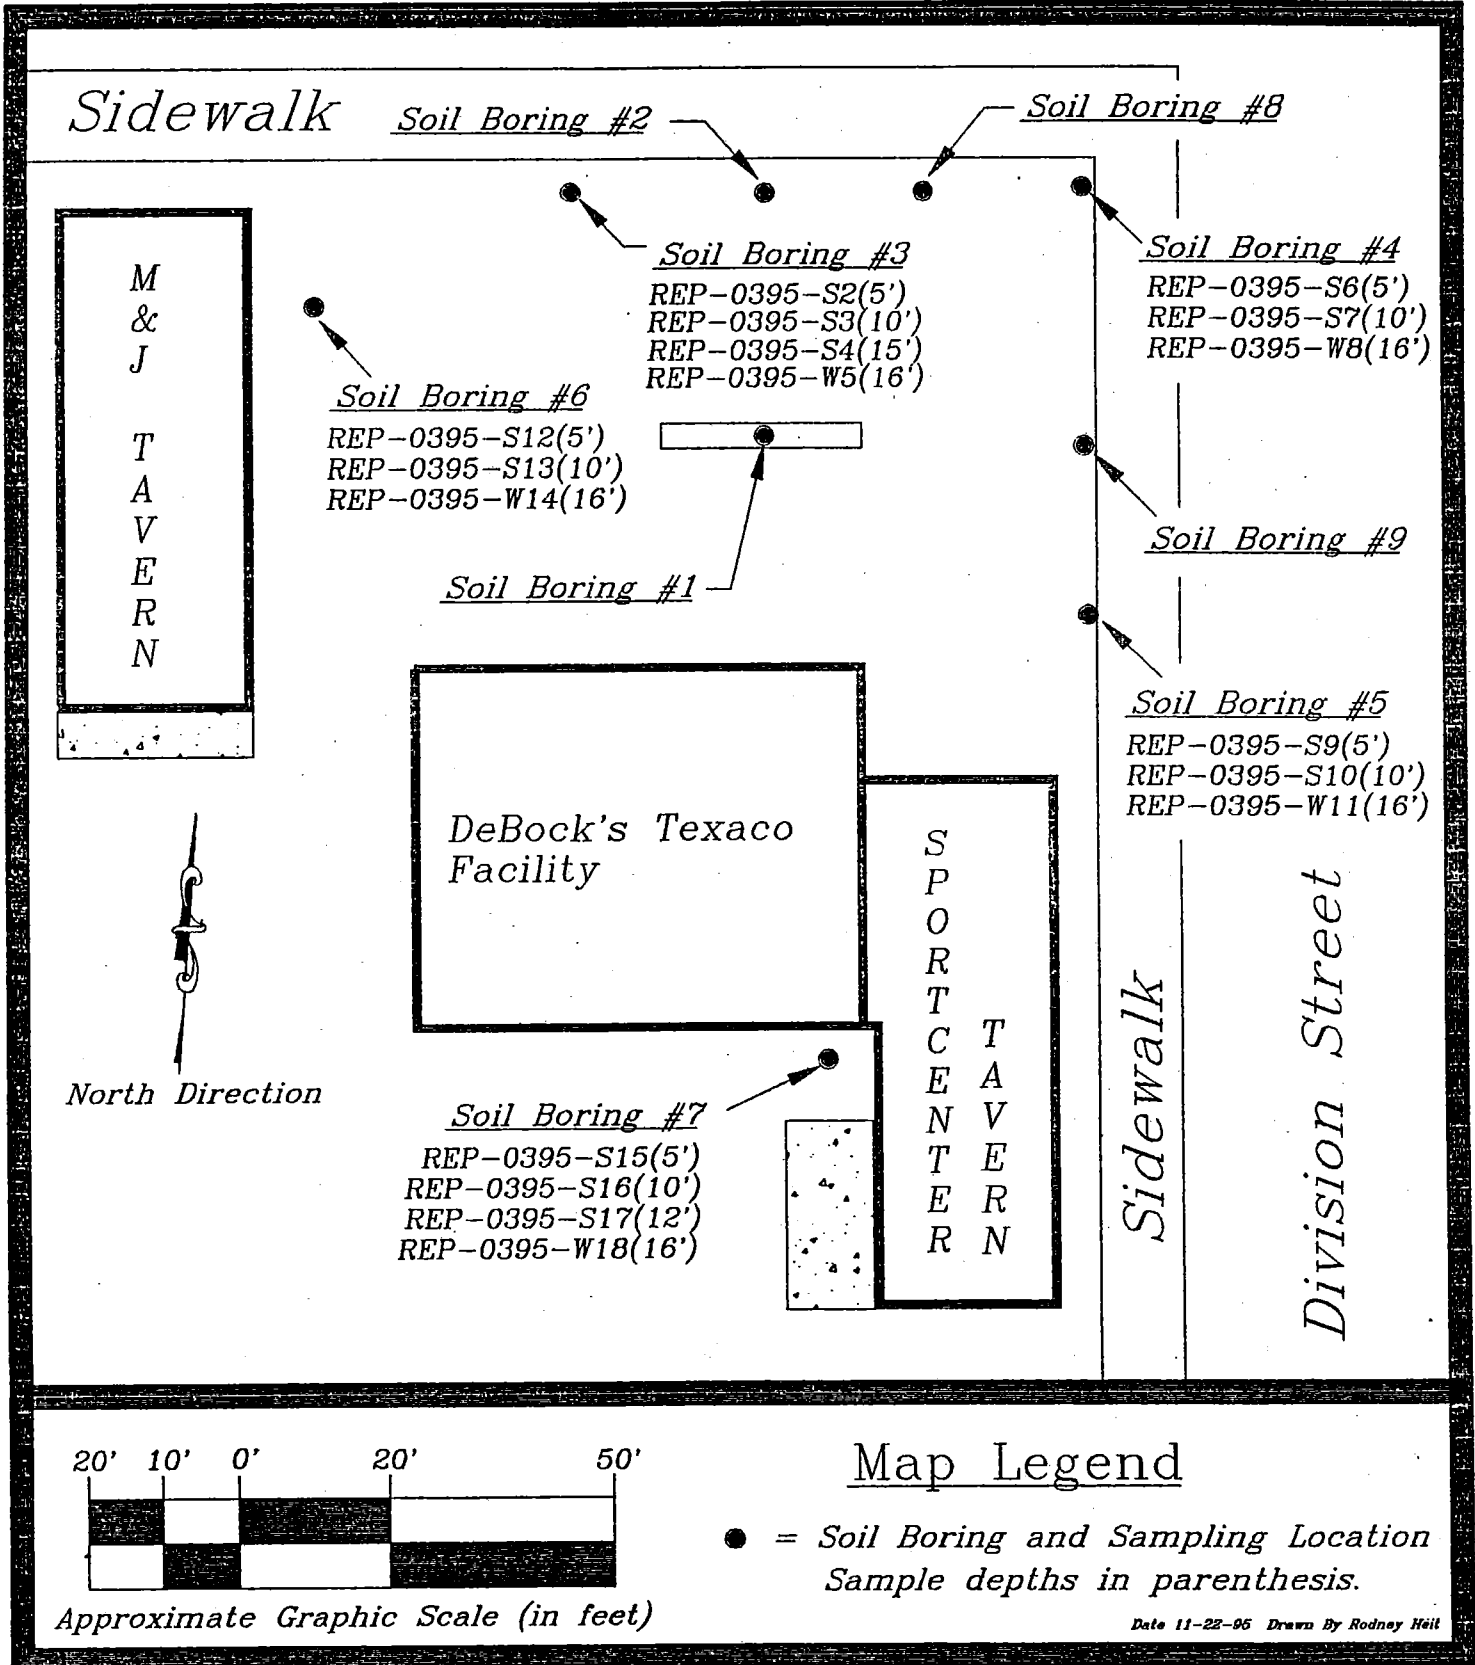 Sidewalk
Soil Boring #2
Soil Boring #8
Soil Boring #3
REP-0395-S2(5')
REP-0395-S3(10')
REP-0395-S4(15')
REP-0395-W5(16')
Soil Boring #4
REP-0395-S6(5')
REP-0395-S7(10')
REP-0395-W8(16')
M
&
J
T
A
V
E
R
N
Soil Boring #6
REP-0395-S12(5')
REP-0395-S13(10')
REP-0395-W14(16')
Soil Boring #9
Soil Boring #1
Soil Boring #5
REP-0395-S9(5')
REP-0395-S10(10')
REP-0395-W11(16')
DeBock's Texaco
Facility
S
P
O
R
T
C
E
N
T
E
R
T
A
V
E
R
N
North Direction
Soil Boring #7
REP-0395-S15(5')
REP-0395-S16(10')
REP-0395-S17(12')
REP-0395-W18(16')
Sidewalk
Division Street
20' 10' 0' 20' 50'
Approximate Graphic Scale (in feet)
Map Legend
= Soil Boring and Sampling Location
Sample depths in parenthesis.
Date 11-22-95 Drawn By Rodney Heit